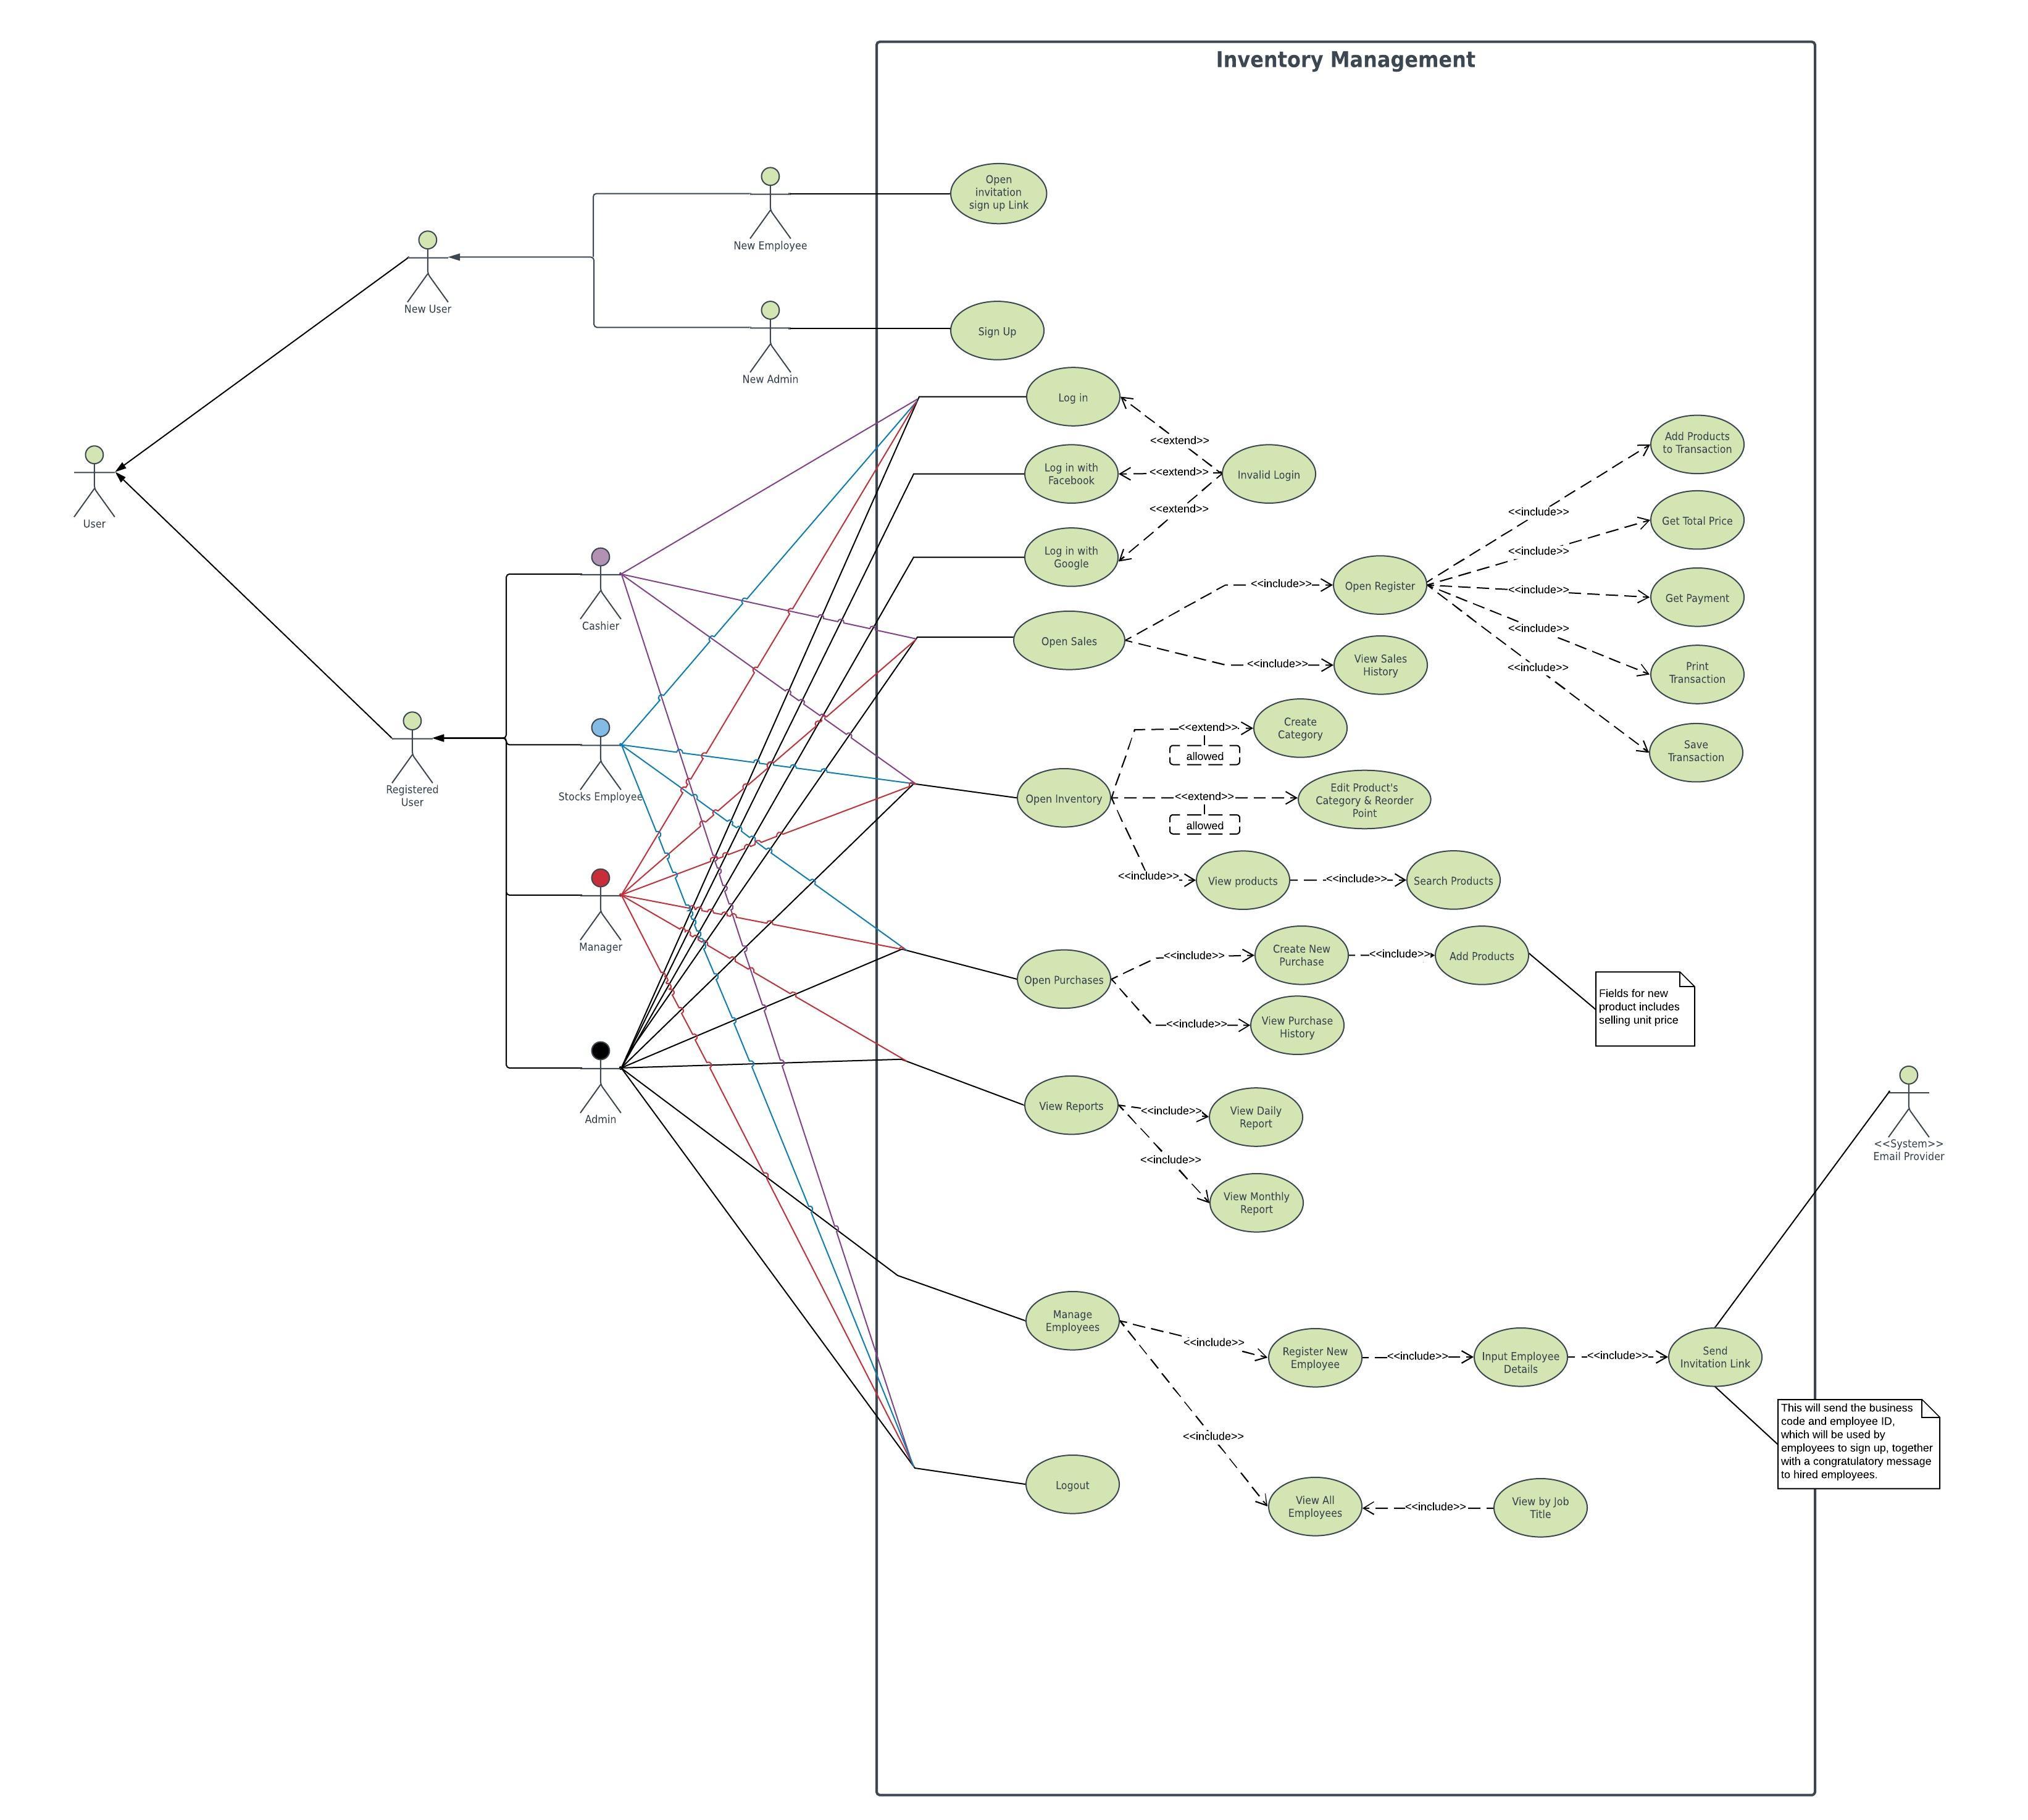 Inventory Management
Open
invitation
sign up Link
New Employee
New User
Sign Up
New Admin
Log in
<<extend>>
Log in with
Facebook
<<extend>>
Invalid Login
<<extend>>
Log in with
Google
User
Add Products
to Transaction
<<include>>
Get Total Price
<<include>>
Cashier
Open Sales
<<include>>
Open Register
<<include>>
Get Payment
<<include>>
<<include>>
View Sales
History
Print
Transaction
<<include>>
Save
Transaction
Registered
User
Stocks Employee
Open Inventory
<<extend>>
allowed
Create
Category
<<extend>>
allowed
Edit Product's
Category & Reorder
Point
<<include>>
View products
<<include>>
Search Products
Manager
Open Purchases
<<include>>
Create New
Purchase
<<include>>
Add Products
Fields for new
product includes
selling unit price
<<include>>
View Purchase
History
Admin
View Reports
<<include>>
View Daily
Report
<<include>>
View Monthly
Report
<<System>>
Email Provider
Manage
Employees
<<include>>
Register New
Employee
<<include>>
Input Employee
Details
<<include>>
Send
Invitation Link
This will send the business
code and employee ID,
which will be used by
employees to sign up, together
with a congratulatory message
to hired employees.
<<include>>
Logout
View All
Employees
<<include>>
View by Job
Title